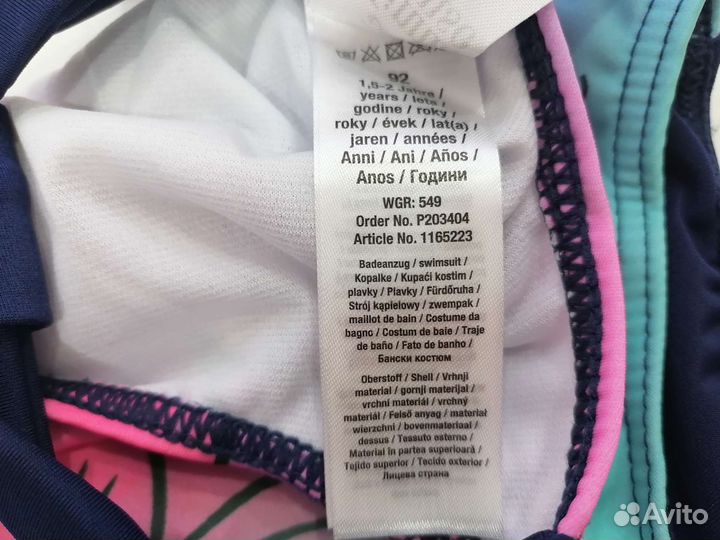 92
1,5-2 Jahre /
years / leta /
godine / roky /
roky / évek / lat(a) /
jaren / années /
Anni / Ani / Años /
Anos / Години
WGR: 549
Order No. P203404
Article No. 1165223
Badeanzug / swimsuit /
Kopalke / Kupaći kostim /
plavky / Plavky / Fürdőruha /
Strój kąpielowy / zwempak /
maillot de bain / Costume da
bagno / Costum de baie / Traje
de baño / Fato de banho /
Бански костюм
Oberstoff / Shell / Vrhnji
material / gornji materijal /
vrchní materiál / vrchný
materiál / Felső anyag / materiał
wierzchni / bovenmateriaal /
dessus / Tessuto esterno /
Material în partea superioară /
Tejido superior / Tecido exterior /
Лицева страна
Avito